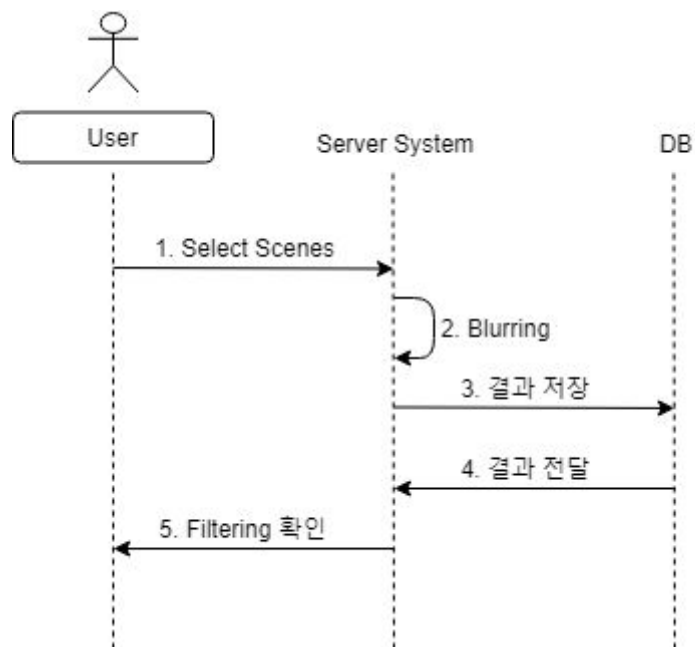 User
Server System
DB
1. Select Scenes
2. Blurring
3. 결과 저장
4. 결과 전달
5. Filtering 확인